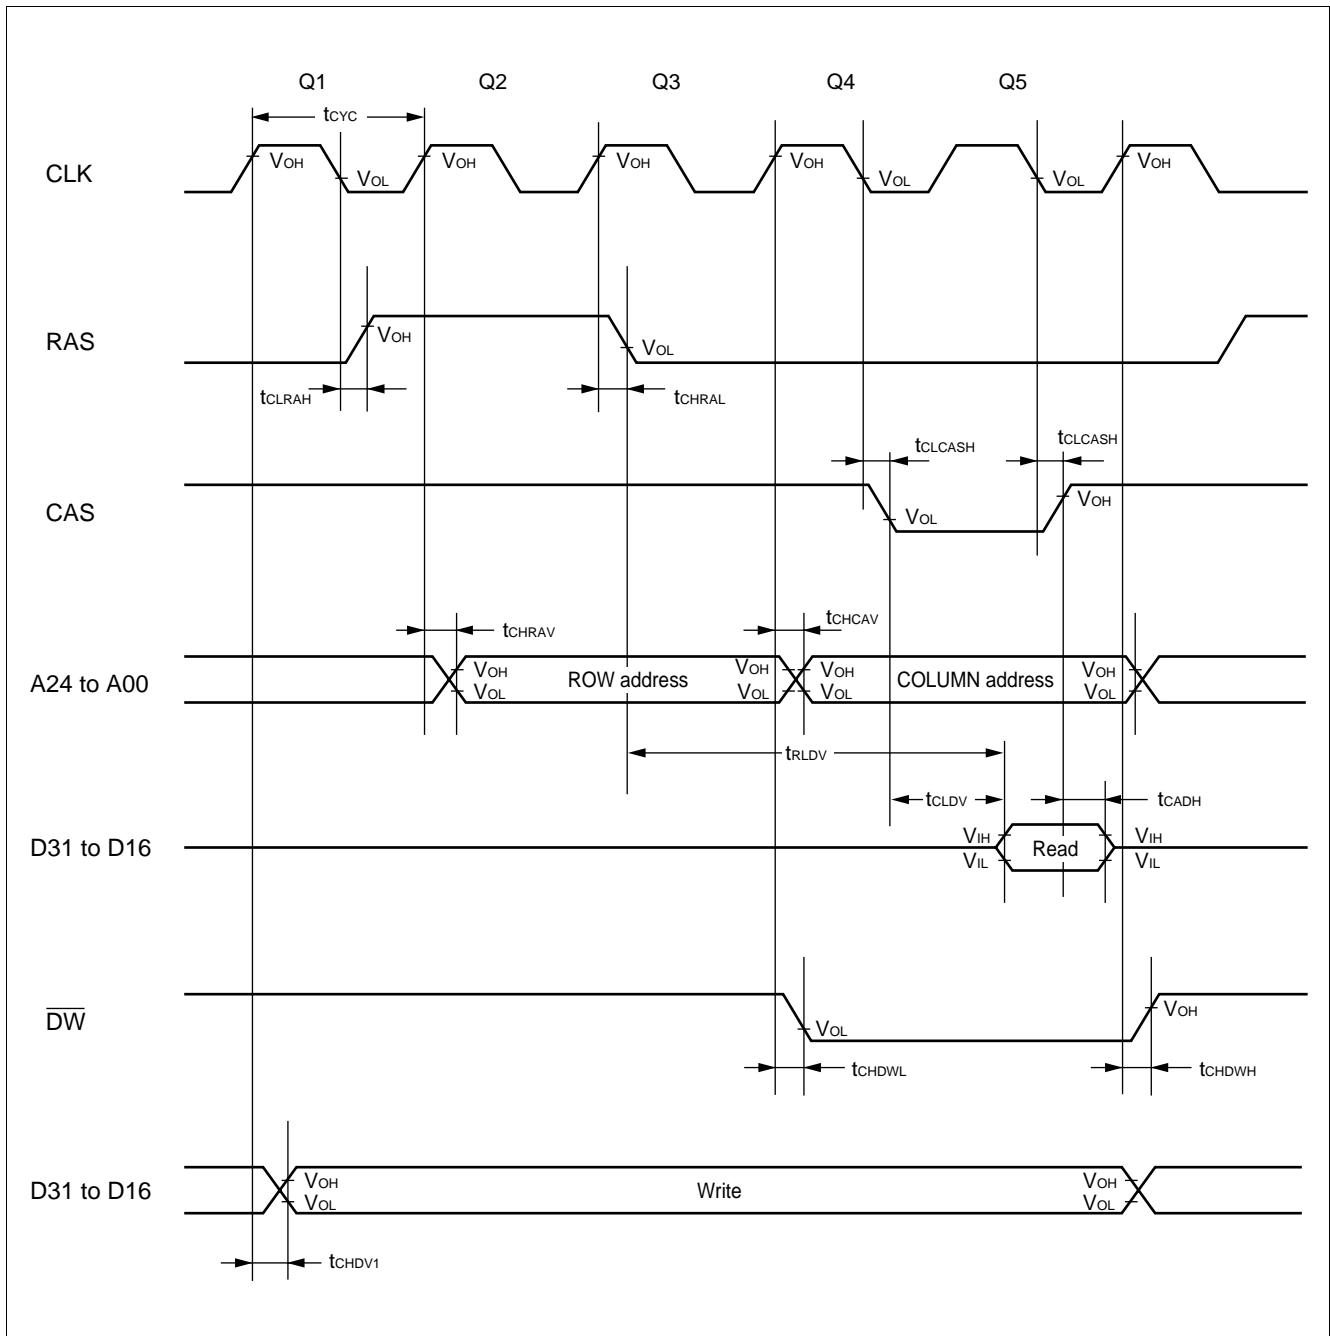 Q1 Q2 Q3 Q4 Q5
tCYC
CLK VOH VOL VOH VOH VOH VOL VOL VOH
RAS VOH VOL
tCLRAH tCHRAL
tCLCASH tCLCASH
CAS VOL VOH
tCHRAV tCHCAV
A24 to A00 VOH VOL ROW address VOH VOL VOH VOL COLUMN address VOH VOL
tRLDV
tCLDV tCADH
D31 to D16 VIH VIL Read VIH VIL
DW VOL VOH
tCHDWL tCHDWH
D31 to D16 VOH VOL Write VOH VOL
tCHDV1